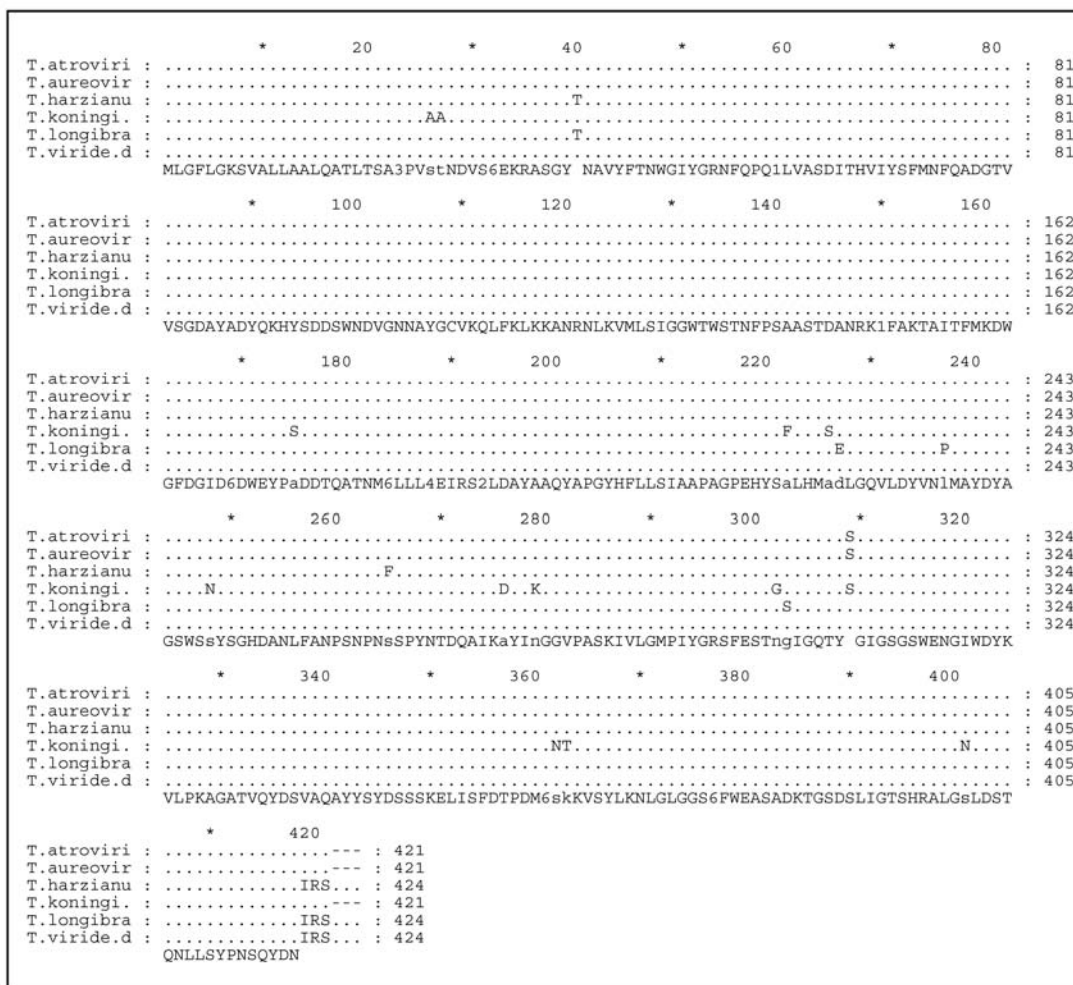 * 20 * 40 * 60 * 80
T.atroviri : ................................................................................. : 81
T.aureovir : ................................................................................. : 81
T.harzianu : .......................................T......................................... : 81
T.koningi. : .........................AA...................................................... : 81
T.longibra : .......................................T......................................... : 81
T.viride.d : ................................................................................. : 81
MLGFLGKSVALLAALQATLTSA3PVstNDVS6EKRASGY NAVYFTNWGIYGRNFQPQ1LVASDITHVIYSFMNFQADGTV
* 100 * 120 * 140 * 160
T.atroviri : ................................................................................. : 162
T.aureovir : ................................................................................. : 162
T.harzianu : ................................................................................. : 162
T.koningi. : ................................................................................. : 162
T.longibra : ................................................................................. : 162
T.viride.d : ................................................................................. : 162
VSGDAYADYQKHYSDDSWNDVGNNAYGCVKQLFKLKKANRNLKVMLSIGGWTWSTNFPSAASTDANRK1FAKTAITFMKDW
* 180 * 200 * 220 * 240
T.atroviri : ................................................................................. : 243
T.aureovir : ................................................................................. : 243
T.harzianu : ................................................................................. : 243
T.koningi. : ............S..............................................F...S................. : 243
T.longibra : ................................................................E.........P...... : 243
T.viride.d : ................................................................................. : 243
GFDGID6DWEYPaDDTQATNM6LLL4EIRS2LDAYAAQYAPGYHFLLSIAAPAGPEHYSaLHMadLGQVLDYVNlMAYDYA
* 260 * 280 * 300 * 320
T.atroviri : .................................................................S............... : 324
T.aureovir : .................................................................S............... : 324
T.harzianu : .....................F........................................................... : 324
T.koningi. : ....N...........................D..K......................G......S............... : 324
T.longibra : ...........................................................S..................... : 324
T.viride.d : ................................................................................. : 324
GSWSsYSGHDANLFANPSNPNsSPYNTDQAIKaYInGGVPASKIVLGMPIYGRSFESTngIGQTY GIGSGSWENGIWDYK
* 340 * 360 * 380 * 400
T.atroviri : ................................................................................. : 405
T.aureovir : ................................................................................. : 405
T.harzianu : ................................................................................. : 405
T.koningi. : .....................................NT.....................................N.... : 405
T.longibra : ................................................................................. : 405
T.viride.d : ................................................................................. : 405
VLPKAGATVQYDSVAQAYYSYDSSSKELISFDTPDM6skKVSYLKNLGLGGS6FWEASADKTGSDSLIGTSHRALGsLDST
* 420
T.atroviri : ................--- : 421
T.aureovir : ................--- : 421
T.harzianu : .............IRS... : 424
T.koningi. : ................--- : 421
T.longibra : .............IRS... : 424
T.viride.d : .............IRS... : 424
QNLLSYPNSQYDN